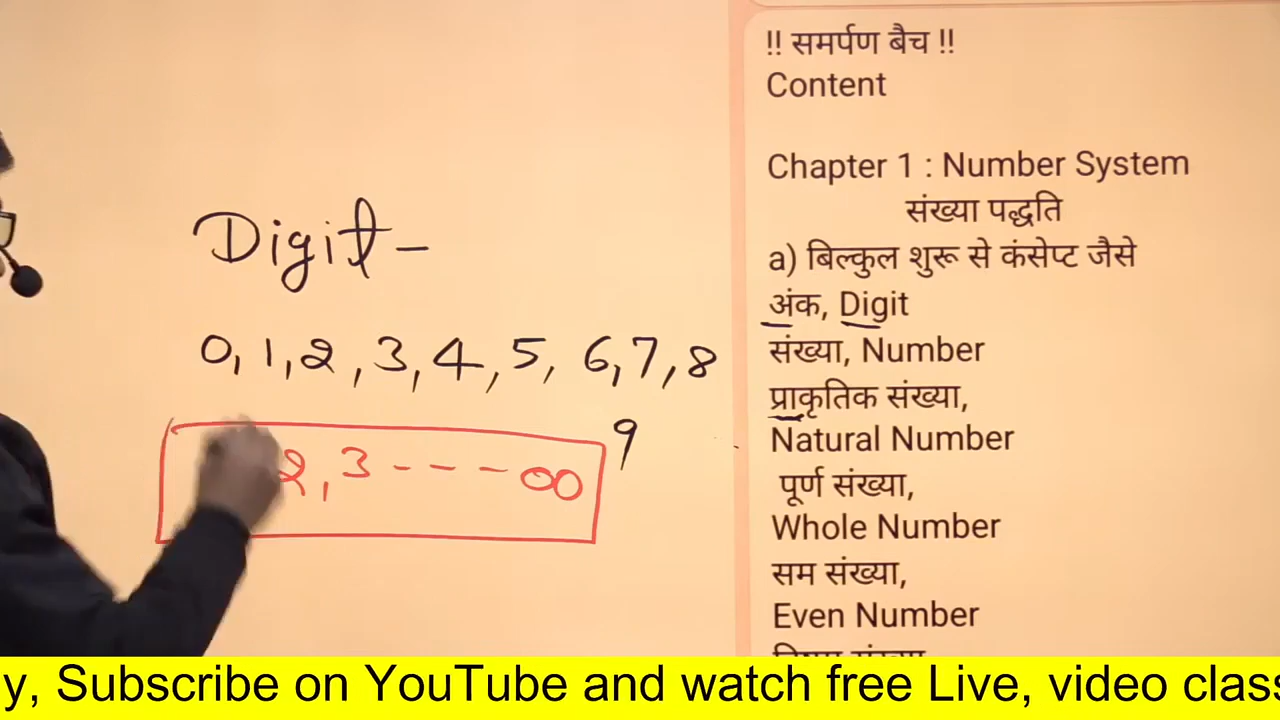 Digit -
0, 1, 2, 3, 4, 5, 6, 7, 8
9
2, 3 - - - - ∞
!! समर्पण बैच !!
Content
Chapter 1 : Number System
संख्या पद्धति
a) बिल्कुल शुरू से कंसेप्ट जैसे
अंक, Digit
संख्या, Number
प्राकृतिक संख्या,
Natural Number
पूर्ण संख्या,
Whole Number
सम संख्या,
Even Number
y, Subscribe on YouTube and watch free Live, video class